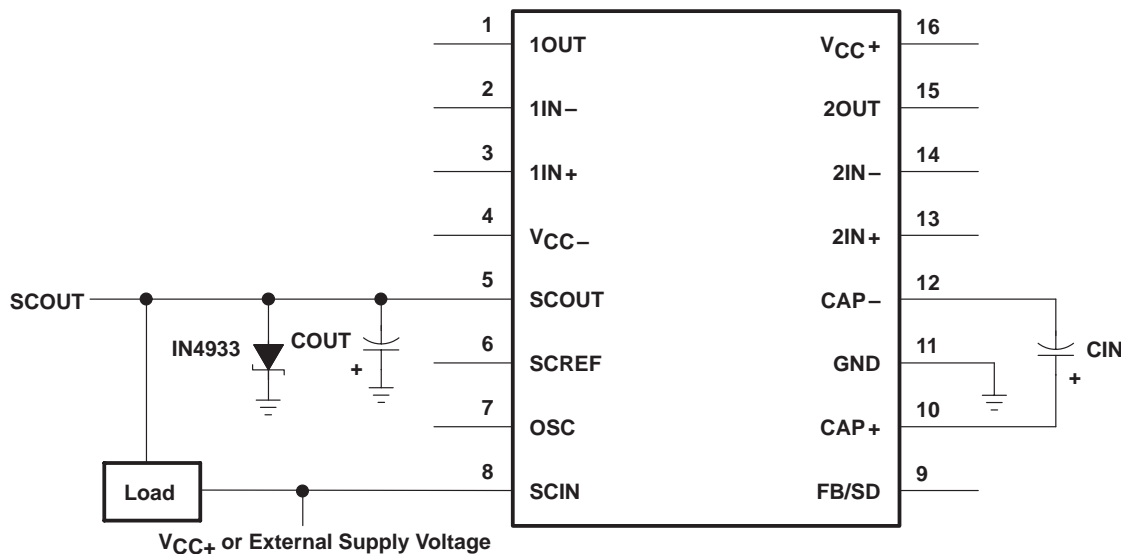 1
1OUT
VCC+
16
2
1IN–
2OUT
15
3
1IN+
2IN–
14
4
VCC–
2IN+
13
SCOUT
5
SCOUT
CAP–
12
IN4933
COUT
+
6
SCREF
GND
11
CIN
+
7
OSC
CAP+
10
Load
8
SCIN
FB/SD
9
VCC+ or External Supply Voltage